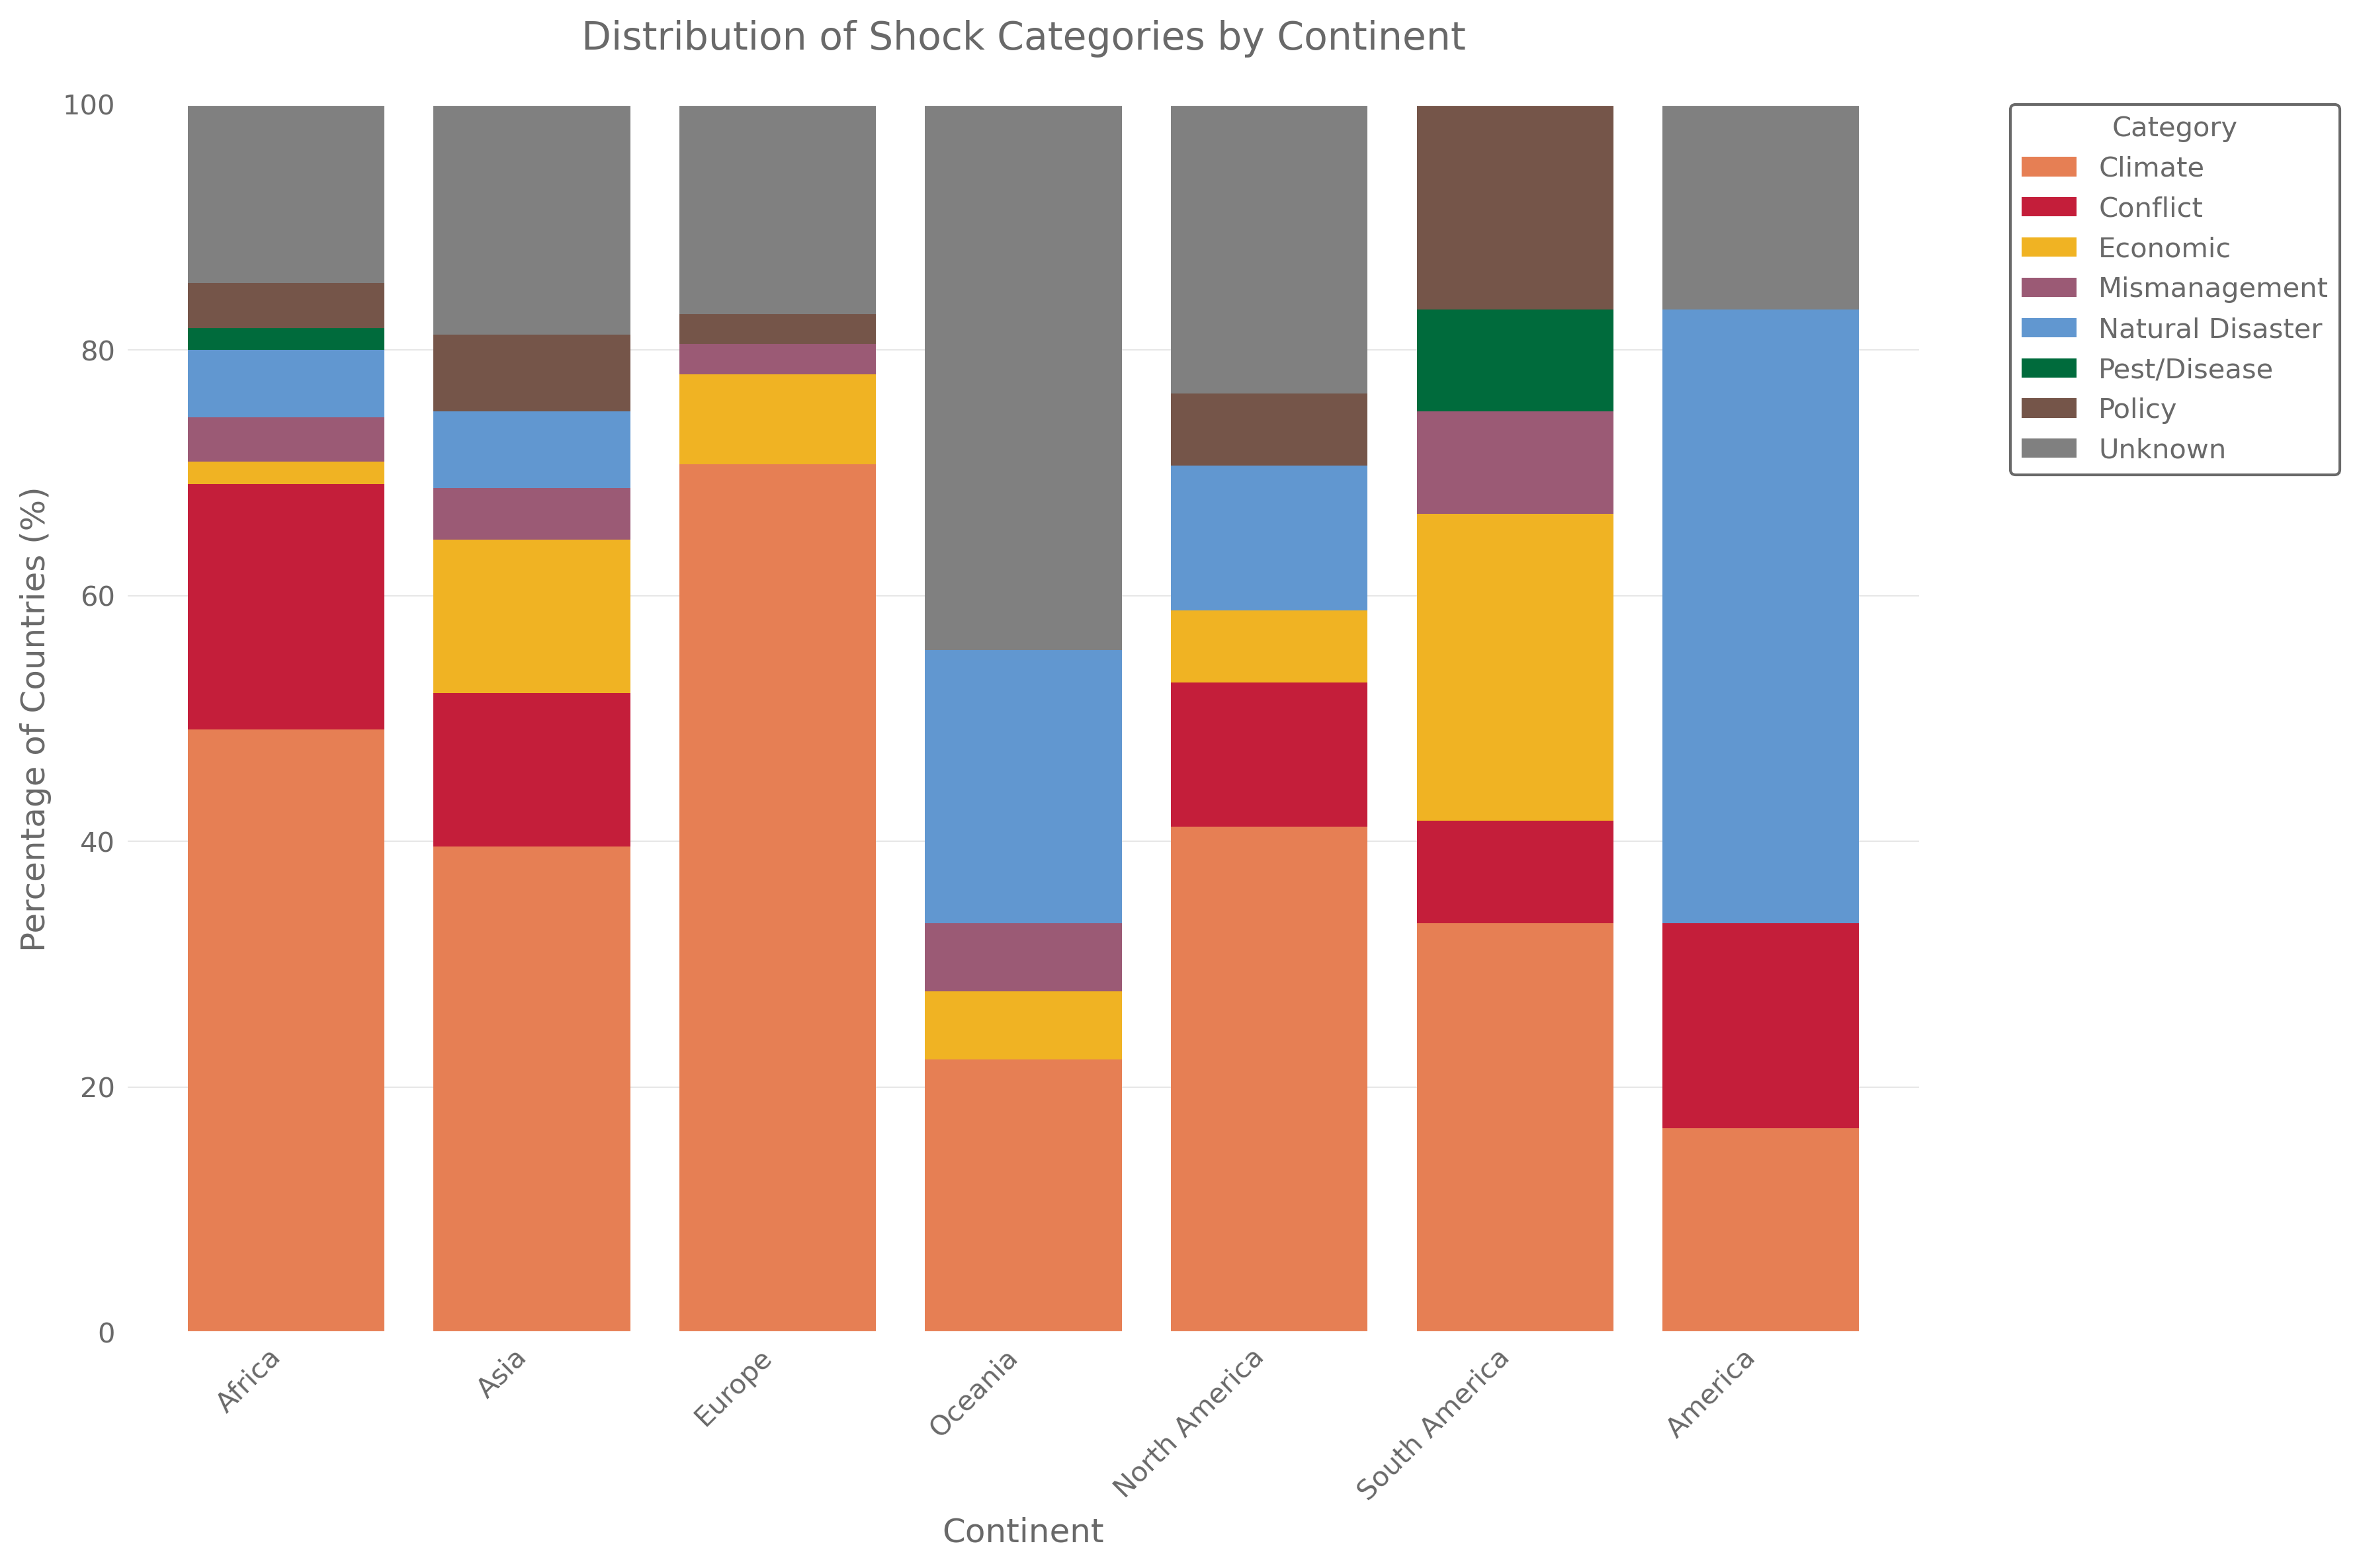 Distribution of Shock Categories by Continent
100
80
60
40
20
0
Percentage of Countries (%)
Africa
Asia
Europe
Oceania
North America
South America
America
Continent
Category
Climate
Conflict
Economic
Mismanagement
Natural Disaster
Pest/Disease
Policy
Unknown